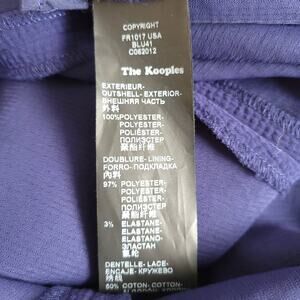 COPYRIGHT
FR1017 USA
BLU41
C062012
The Kooples
EXTERIEUR-
OUTSHELL-EXTERIOR-
ВНЕШНЯЯ ЧАСТЬ
外料
100%POLYESTER-
POLYESTER-
POLIÉSTER-
ПОЛИЭСТЕР
聚酯纤维
DOUBLURE-LINING-
FORRO-ПОДКЛАДКА
內料
97% POLYESTER-
POLYESTER-
POLIÉSTER-
ПОЛИЭСТЕР
聚酯纤维
3% ELASTANE-
ELASTANE-
ELASTANO-
ЭЛАСТАН
氨纶
DENTELLE-LACE-
ENCAJE-КРУЖЕВО
50% COTON-COTTON-